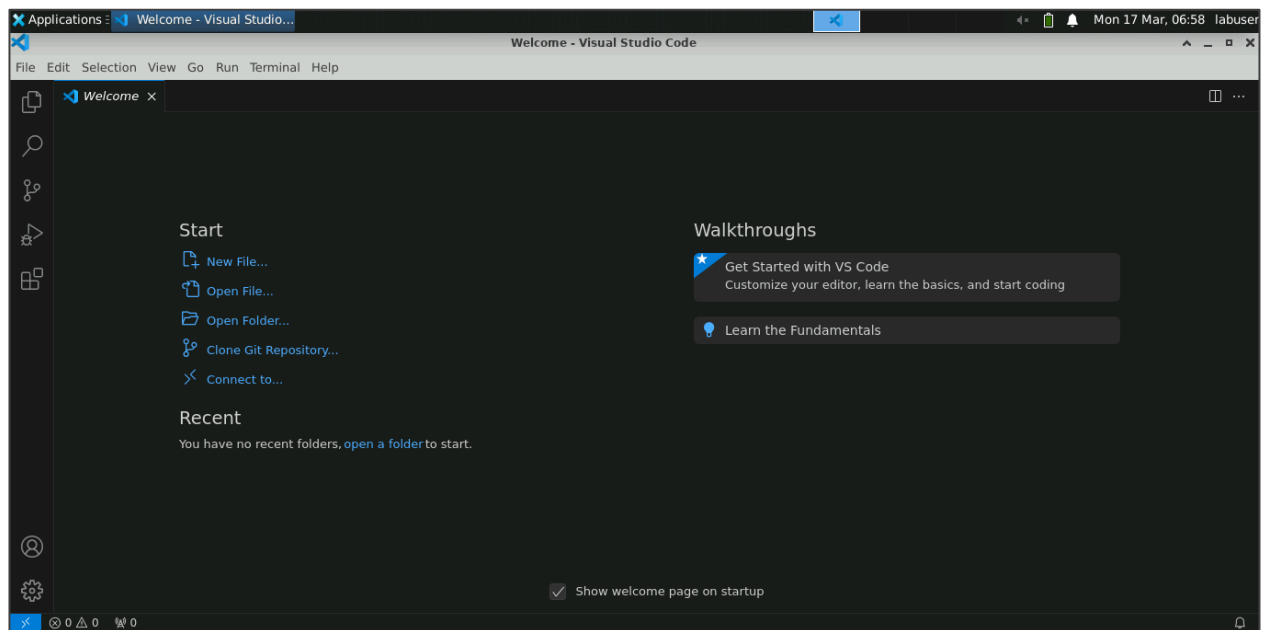 Applications
Welcome - Visual Studio...
Mon 17 Mar, 06:58 labuser
Welcome - Visual Studio Code
File Edit Selection View Go Run Terminal Help
Welcome
Start
New File...
Open File...
Open Folder...
Clone Git Repository...
Connect to...
Recent
You have no recent folders, open a folder to start.
Walkthroughs
Get Started with VS Code
Customize your editor, learn the basics, and start coding
Learn the Fundamentals
Show welcome page on startup
0 0 0